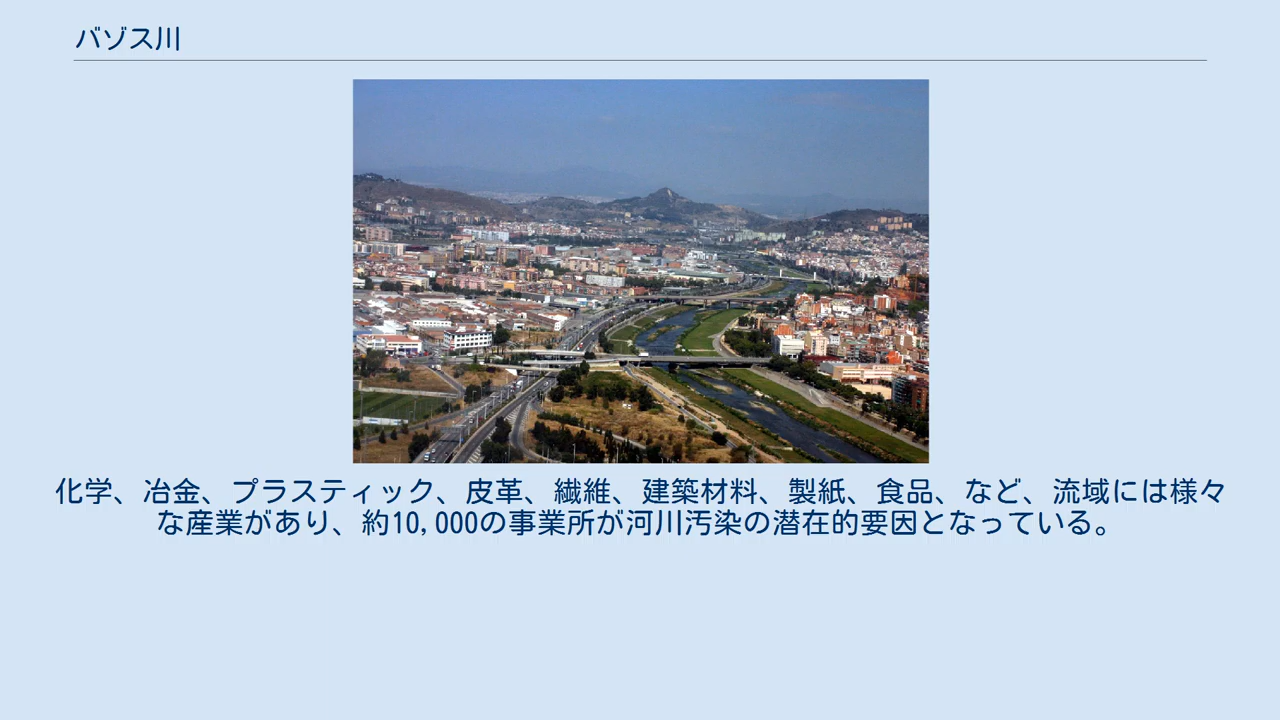 バゾス川
化学、冶金、プラスティック、皮革、繊維、建築材料、製紙、食品、など、流域には様々
な産業があり、約10,000の事業所が河川汚染の潜在的要因となっている。